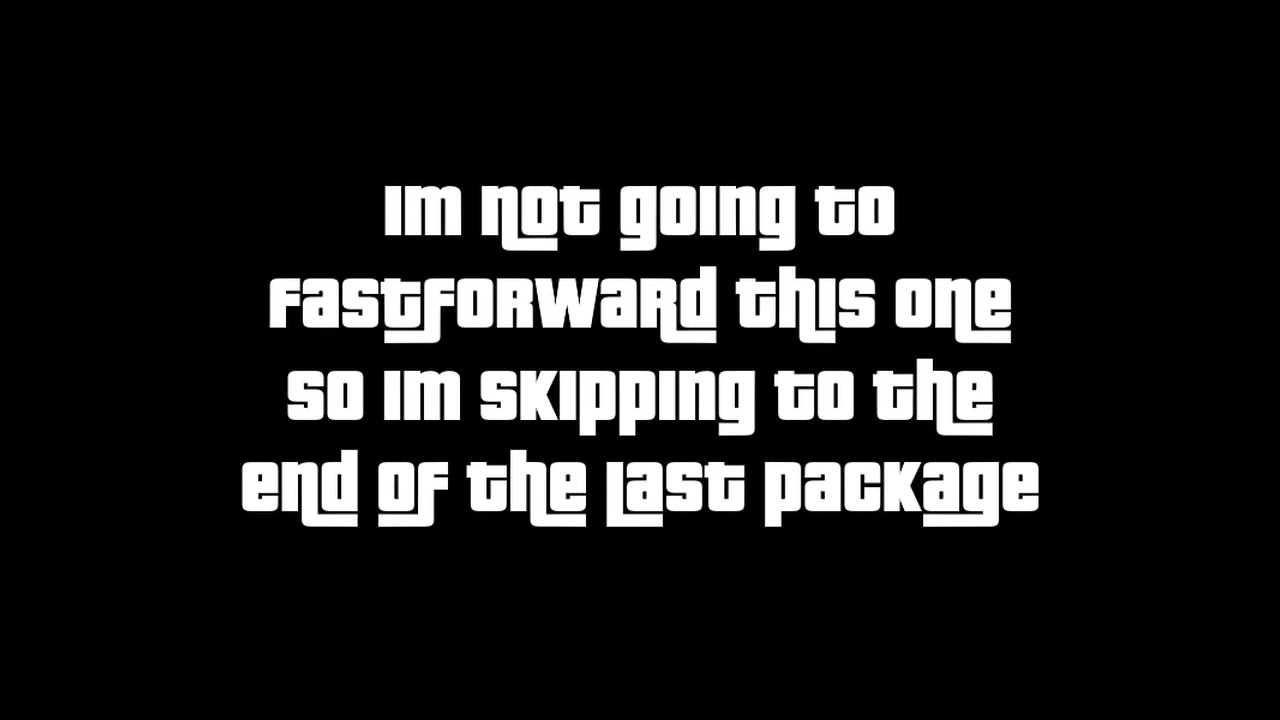 Im not going to
fastforward this one
so Im skipping to the
end of the last package